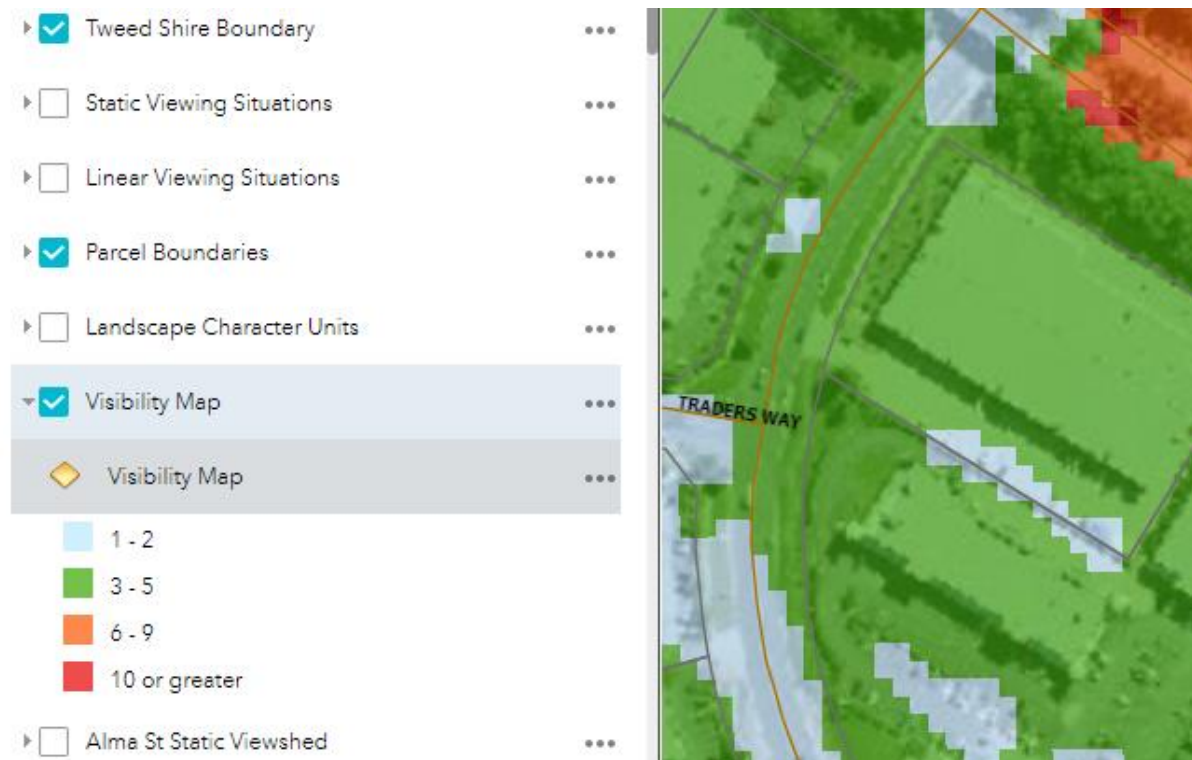 Tweed Shire Boundary
Static Viewing Situations
Linear Viewing Situations
Parcel Boundaries
Landscape Character Units
Visibility Map
Visibility Map
1 - 2
3 - 5
6 - 9
10 or greater
Alma St Static Viewshed
TRADERS WAY